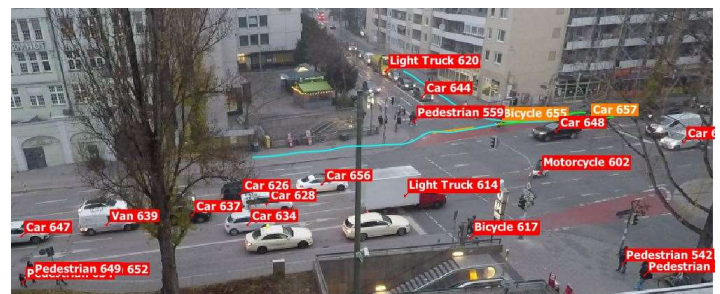 Light Truck 620
Car 644
Pedestrian 559
Bicycle 655
Car 657
Car 648
Car 6
Motorcycle 602
Car 656
Car 626
Car 628
Light Truck 614
Car 637
Car 634
Van 639
Car 647
Bicycle 617
Pedestrian 542
Pedestrian
Pedestrian 649
652